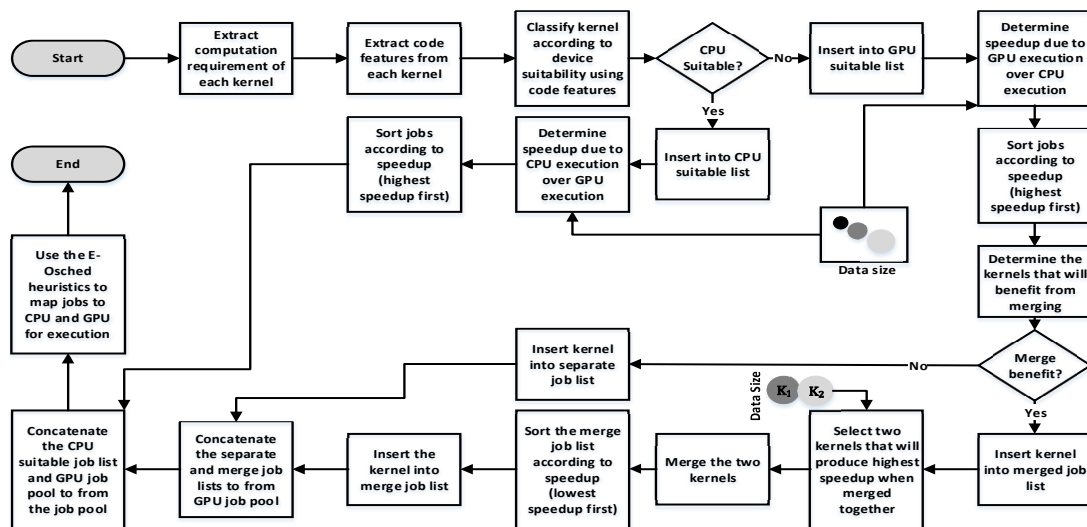 Start
Extract
computation
requirement of
each kernel
Extract code
features from
each kernel
Classify kernel
according to
device
suitability using
code features
CPU
Suitable?
No
Yes
Insert into GPU
suitable list
Determine
speedup due to
GPU execution
over CPU
execution
Sort jobs
according to
speedup
(highest
speedup first)
Determine
speedup due to
CPU execution
over GPU
execution
Insert into CPU
suitable list
Sort jobs
according to
speedup
(highest
speedup first)
End
Data size
Use the E-
Osched
heuristics to
map jobs to
CPU and GPU
for execution
Determine the
kernels that will
benefit from
merging
Insert kernel
into separate
job list
No
Merge
benefit?
Yes
Data Size
K1
K2
Concatenate
the CPU
suitable job list
and GPU job
pool to from
the job pool
Concatenate
the separate
and merge job
lists to from
GPU job pool
Insert the
kernel into
merge job list
Sort the merge
job list
according to
speedup
(lowest
speedup first)
Merge the two
kernels
Select two
kernels that will
produce highest
speedup when
merged
together
Insert kernel
into merged job
list